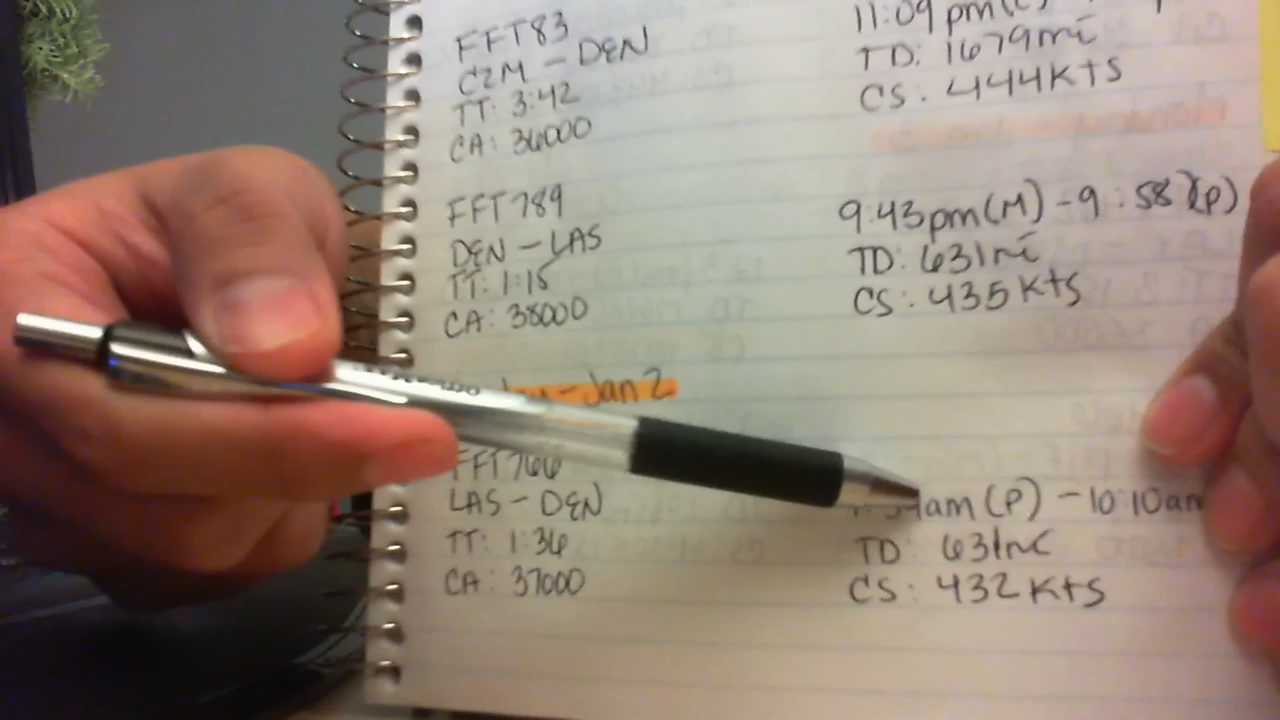 FFT83
CZM - DEN
TT: 3:42
CA: 36000
11:09pm
TD: 1679mi
CS: 444Kts
FFT789
DEN - LAS
TT: 1:15
CA: 38000
9:43pm(M) - 9:58 (P)
TD: 631mi
CS: 435Kts
- Jan 2
FFT766
LAS - DEN
TT: 1:36
CA: 37000
am (P) - 10:10am
TD: 631mi
CS: 432Kts